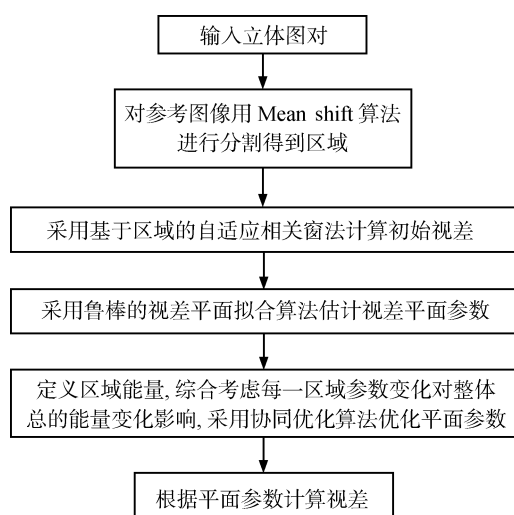 输入立体图对
对参考图像用 Mean shift 算法
进行分割得到区域
采用基于区域的自适应相关窗法计算初始视差
采用鲁棒的视差平面拟合算法估计视差平面参数
定义区域能量, 综合考虑每一区域参数变化对整体
总的能量变化影响, 采用协同优化算法优化平面参数
根据平面参数计算视差